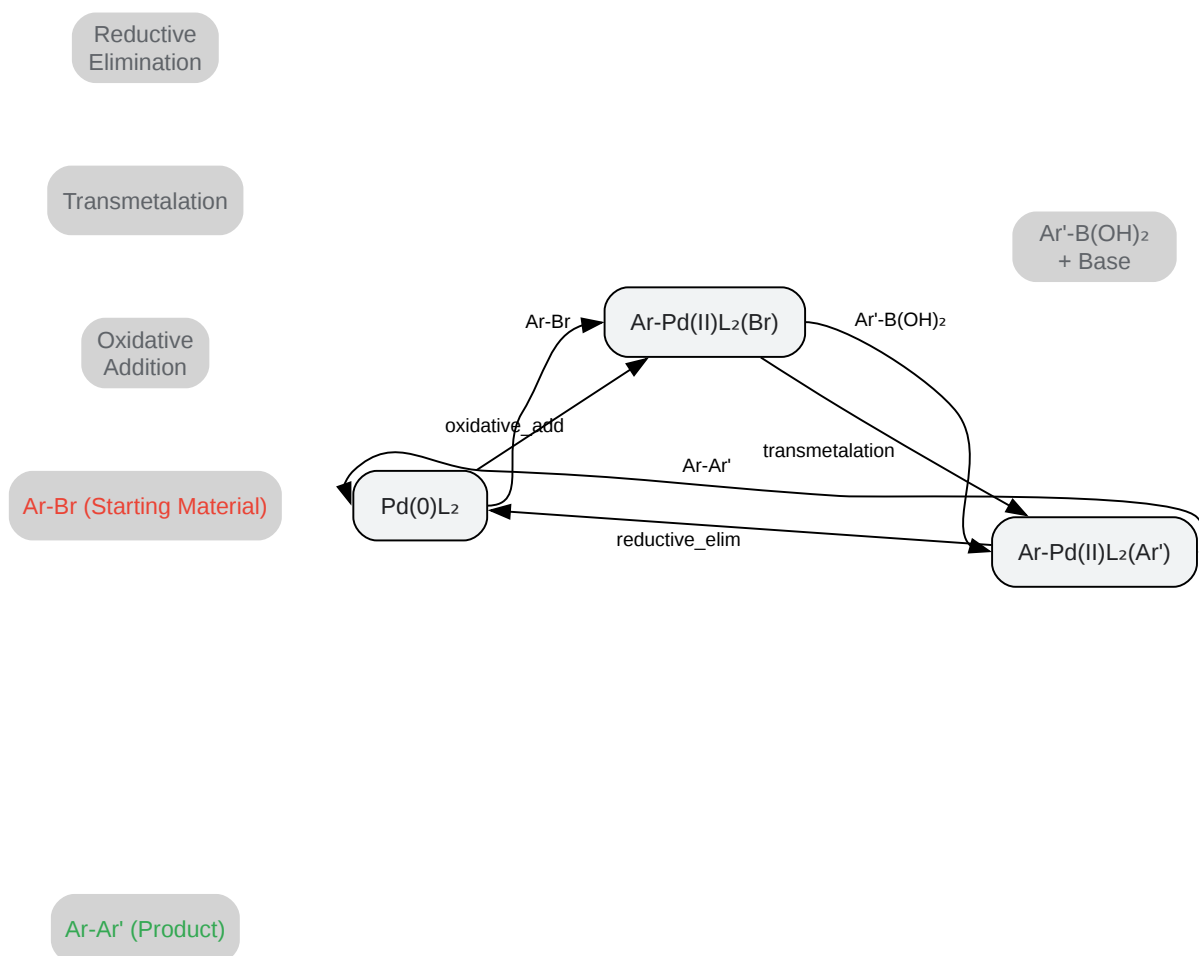 Reductive
Elimination
Transmetalation
Ar'-B(OH)₂
+ Base
Ar-Br
Ar-Pd(II)L₂(Br)
Ar'-B(OH)₂
Oxidative
Addition
oxidative_add
transmetalation
Ar-Ar'
Ar-Br (Starting Material)
Pd(0)L₂
reductive_elim
Ar-Pd(II)L₂(Ar')
Ar-Ar' (Product)